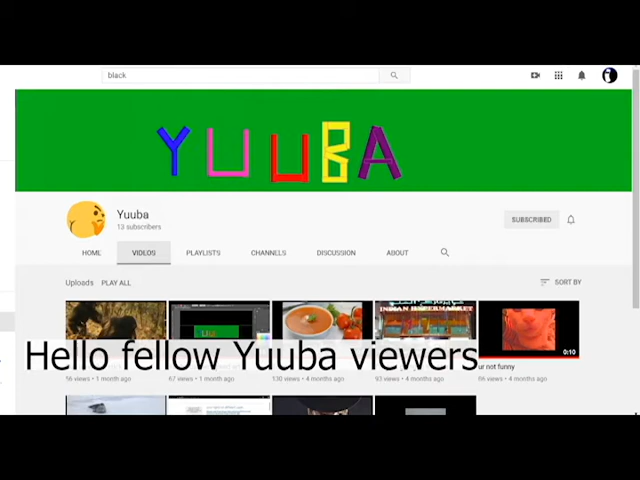 black
YUUBA
Yuuba
13 subscribers
SUBSCRIBED
HOME VIDEOS PLAYLISTS CHANNELS DISCUSSION ABOUT
Uploads PLAY ALL SORT BY
INDIAN HYPERMARKET
0:10
Hello fellow Yuuba viewers
ur not funny
views • 1 month ago
67 views • 1 month ago
130 views • 4 months ago
93 views • 4 months ago
views • 4 months ago